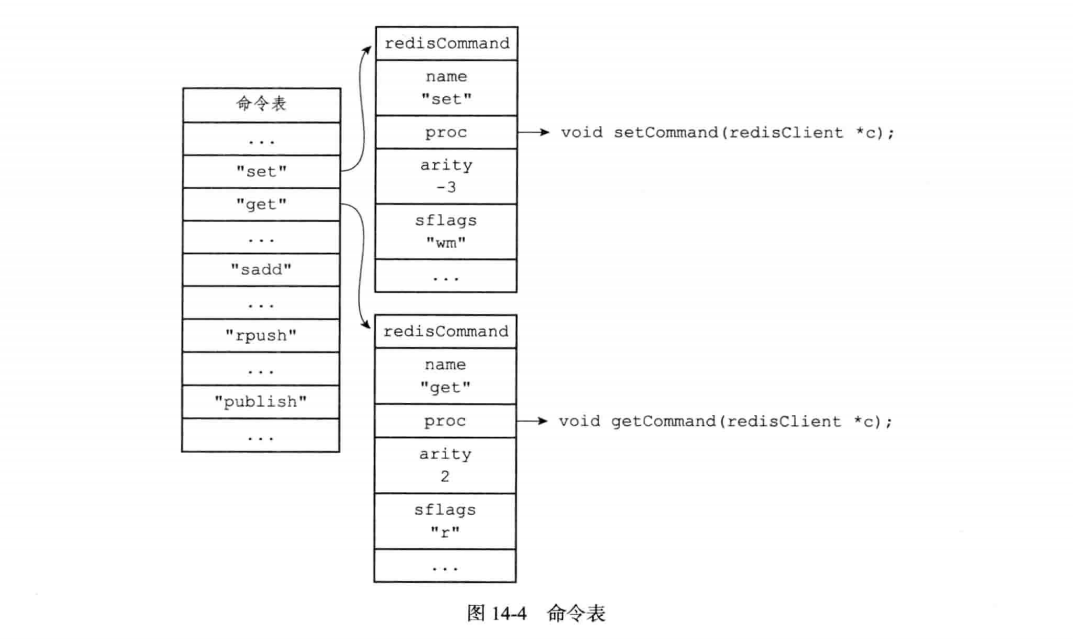 命令表
...
"set"
"get"
...
"sadd"
...
"rpush"
...
"publish"
...
redisCommand
name
"set"
proc
arity
-3
sflags
"wm"
...
void setCommand(redisClient *c);
redisCommand
name
"get"
proc
arity
2
sflags
"r"
...
void getCommand(redisClient *c);
图 14-4 命令表